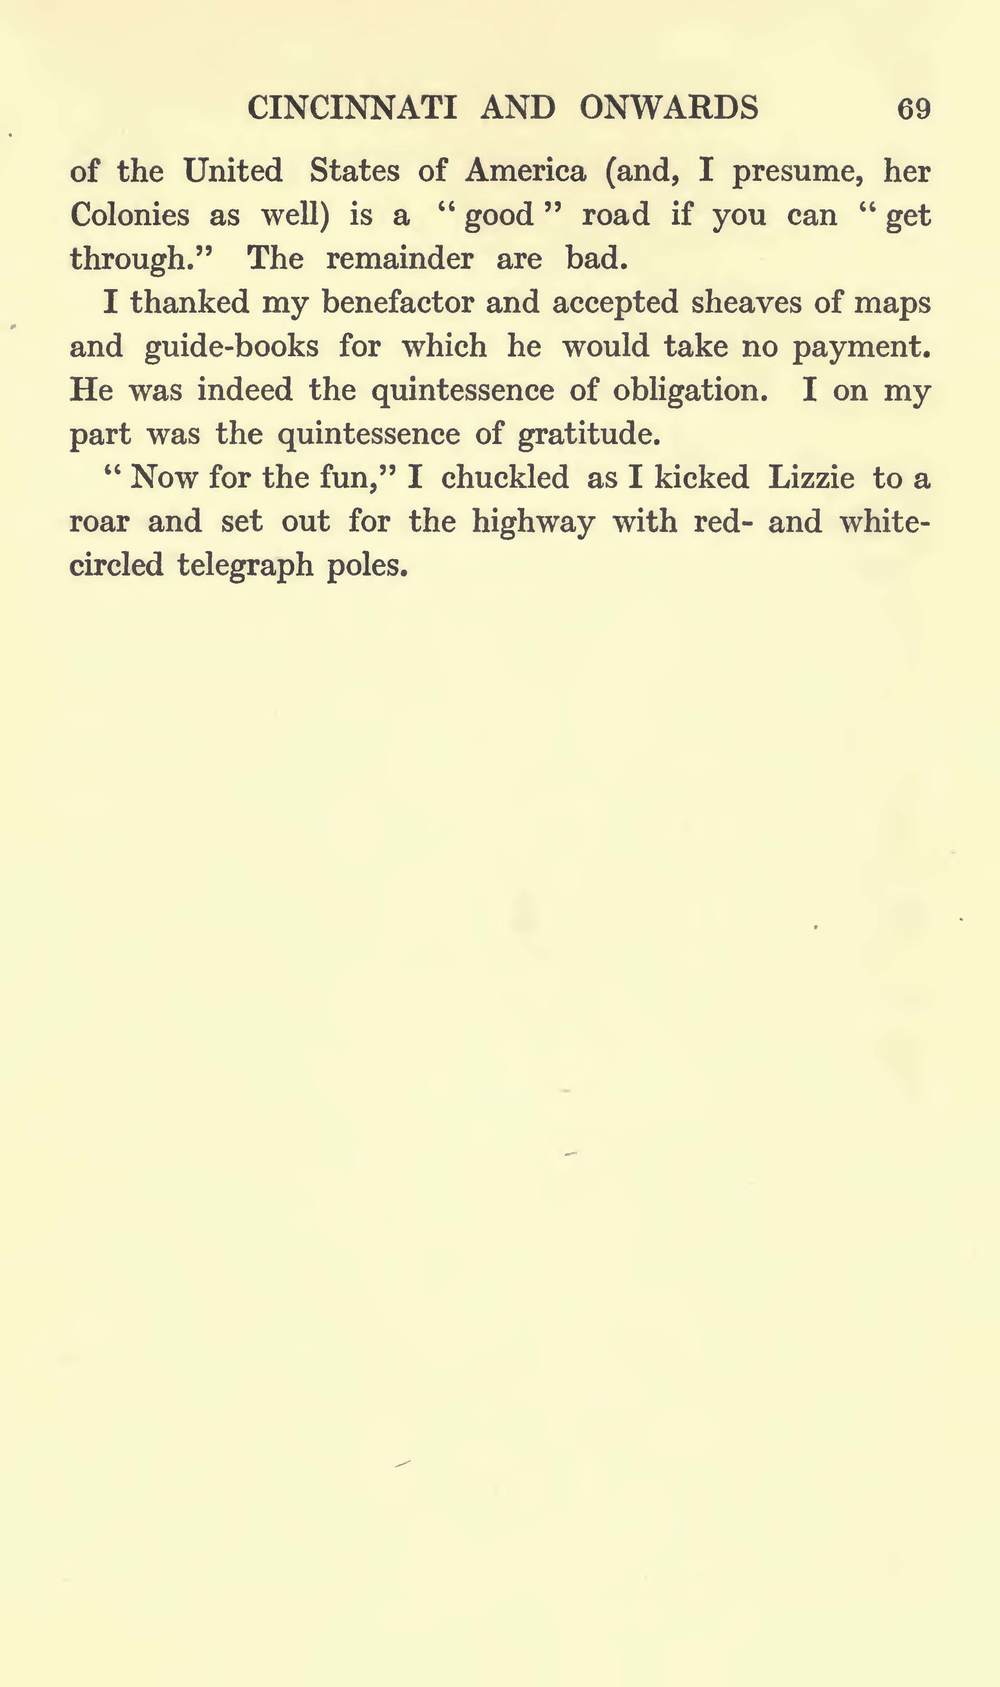 CINCINNATI AND ONWARDS 69
of the United States of America (and, I presume, her
Colonies as well) is a “ good ” road if you can “ get
through.” The remainder are bad.
I thanked my benefactor and accepted sheaves of maps
and guide-books for which he would take no payment.
He was indeed the quintessence of obligation. I on my
part was the quintessence of gratitude.
“ Now for the fun,” I chuckled as I kicked Lizzie to a
roar and set out for the highway with red- and white-
circled telegraph poles.